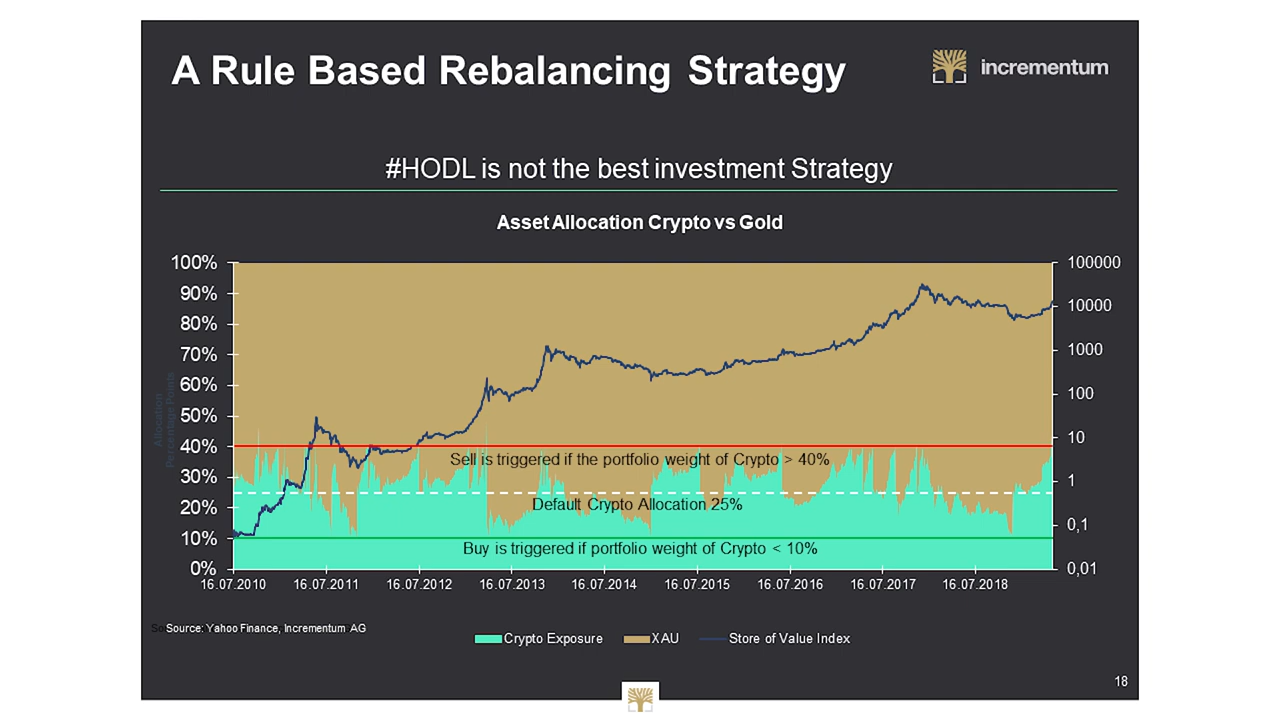 A Rule Based Rebalancing Strategy
incrementum
#HODL is not the best investment Strategy
Asset Allocation Crypto vs Gold
100%
90%
80%
70%
60%
50%
40%
30%
20%
10%
0%
Allocation
Percentage Points
100000
10000
1000
100
10
1
0,1
0,01
Sell is triggered if the portfolio weight of Crypto > 40%
Default Crypto Allocation 25%
Buy is triggered if portfolio weight of Crypto < 10%
16.07.2010 16.07.2011 16.07.2012 16.07.2013 16.07.2014 16.07.2015 16.07.2016 16.07.2017 16.07.2018
Source: Yahoo Finance, Incrementum AG
Crypto Exposure XAU Store of Value Index
18